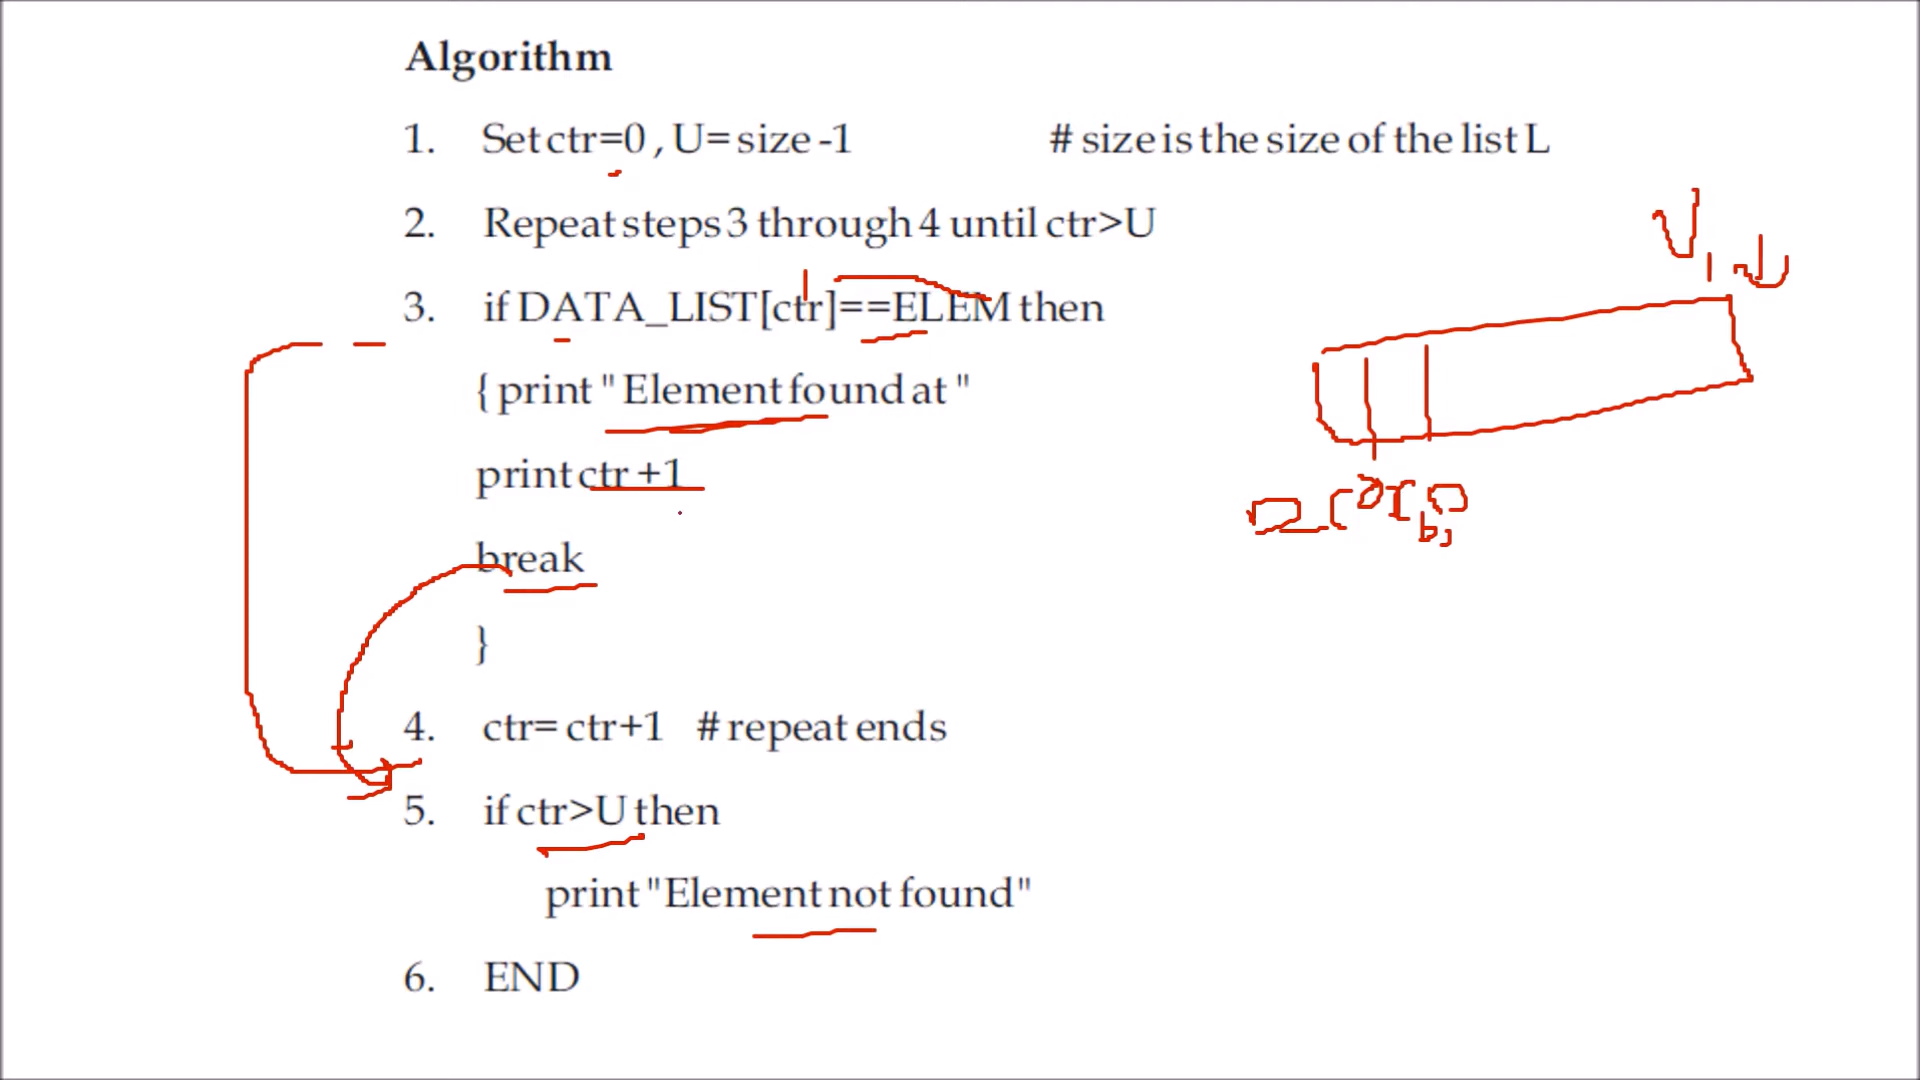 Algorithm
1. Set ctr=0 , U= size -1 # size is the size of the list L
2. Repeat steps 3 through 4 until ctr>U
3. if DATA_LIST[ctr]==ELEM then
{ print " Element found at "
print ctr +1
break
}
4. ctr= ctr+1 # repeat ends
5. if ctr>U then
print "Element not found"
6. END